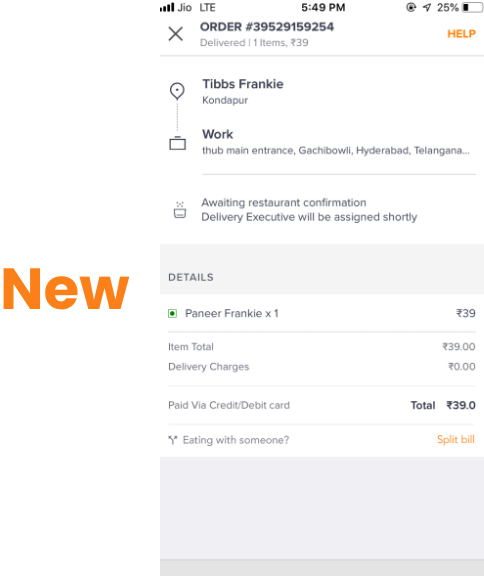 Jio LTE 5:49 PM 25%
ORDER #39529159254
HELP
Delivered | 1 Items, ₹39
Tibbs Frankie
Kondapur
Work
thub main entrance, Gachibowli, Hyderabad, Telangana...
Awaiting restaurant confirmation
Delivery Executive will be assigned shortly
New
DETAILS
Paneer Frankie x 1 ₹39
Item Total ₹39.00
Delivery Charges ₹0.00
Paid Via Credit/Debit card Total ₹39.0
Eating with someone? Split bill